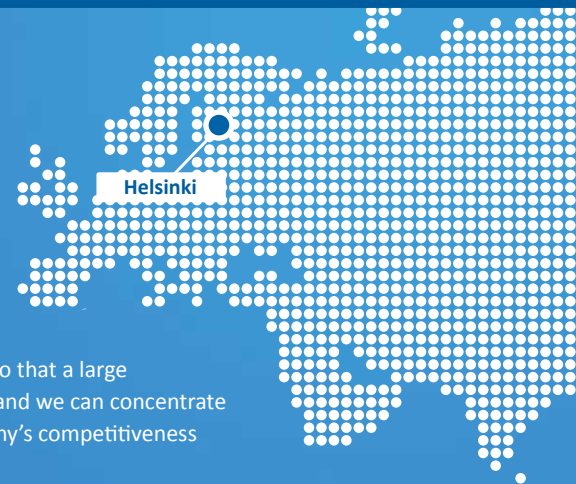 Helsinki
o that a large
and we can concentrate
ny's competitiveness